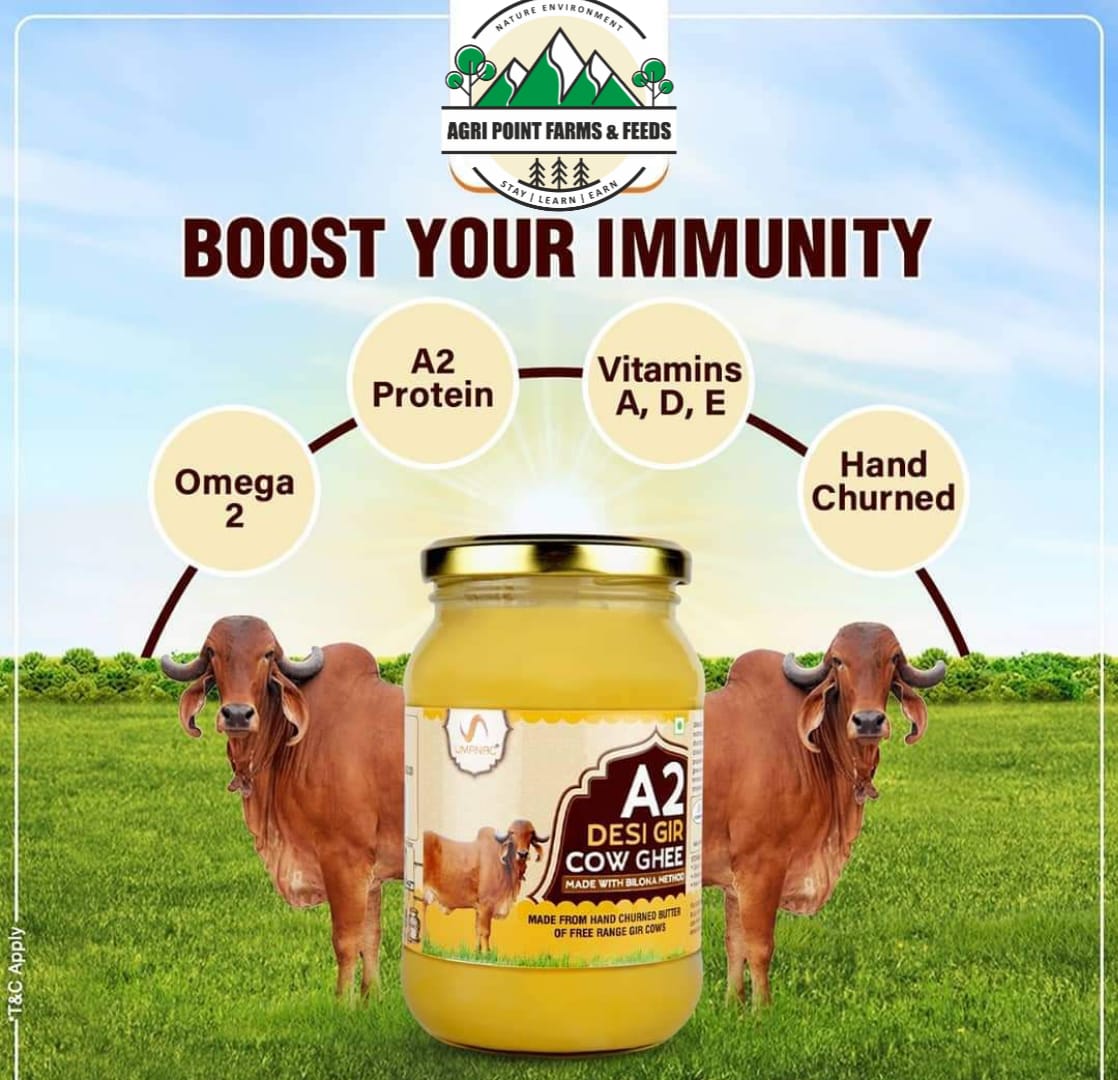 NATURE ENVIRONMENT
AGRI POINT FARMS & FEEDS
STAY | LEARN | EARN
BOOST YOUR IMMUNITY
A2
Protein
Vitamins
A, D, E
Omega
2
Hand
Churned
A2
DESI GIR
COW GHEE
MADE WITH BILONA METHOD
MADE FROM HAND CHURNED BUTTER
OF FREE RANGE GIR COWS
*T&C Apply